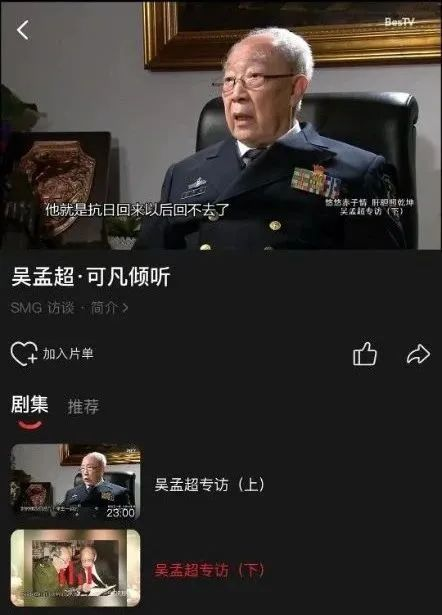 BesTV
悠悠赤子情 肝胆照乾坤
吴孟超专访（下）
他就是抗日回来以后回不去了
吴孟超·可凡倾听
SMG 访谈 · 简介 >
加入片单
剧集 推荐
吴孟超专访（上）
23:00
吴孟超专访（下）